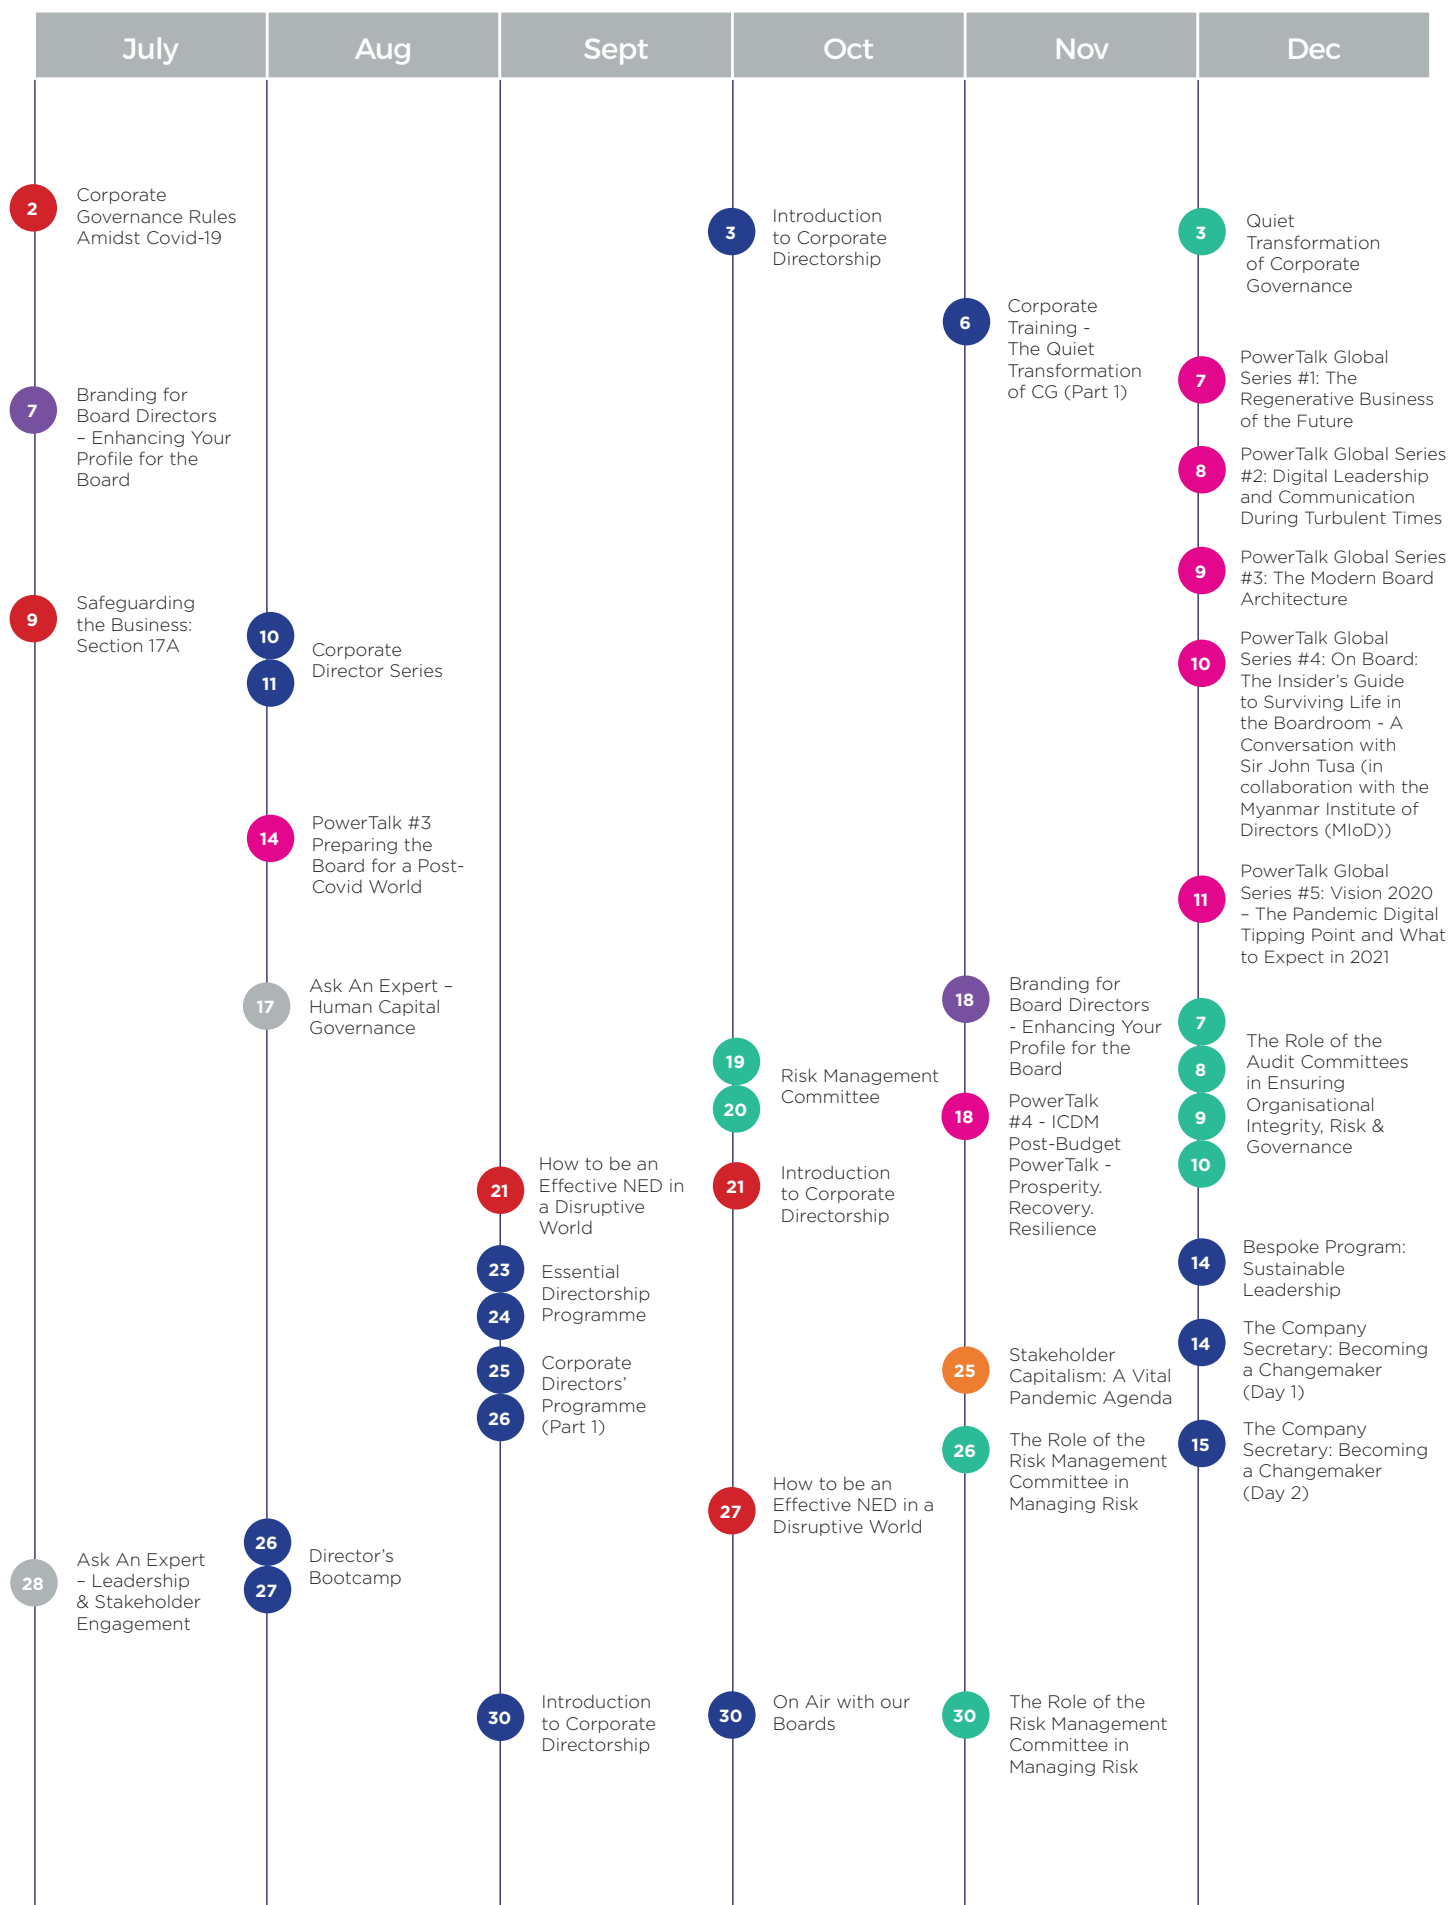 July
Aug
Sept
Oct
Nov
Dec
2
Corporate
Governance Rules
Amidst Covid-19
7
Branding for
Board Directors
– Enhancing Your
Profile for the
Board
9
Safeguarding
the Business:
Section 17A
28
Ask An Expert
– Leadership
& Stakeholder
Engagement
10
11
Corporate
Director Series
14
PowerTalk #3
Preparing the
Board for a Post-
Covid World
17
Ask An Expert –
Human Capital
Governance
26
27
Director's
Bootcamp
21
How to be an
Effective NED in
a Disruptive
World
23
24
Essential
Directorship
Programme
25
26
Corporate
Directors'
Programme
(Part 1)
30
Introduction
to Corporate
Directorship
3
Introduction
to Corporate
Directorship
19
20
Risk Management
Committee
21
Introduction
to Corporate
Directorship
27
How to be an
Effective NED in a
Disruptive World
30
On Air with our
Boards
6
Corporate
Training -
The Quiet
Transformation
of CG (Part 1)
18
Branding for
Board Directors
- Enhancing Your
Profile for the
Board
18
PowerTalk
#4 - ICDM
Post-Budget
PowerTalk -
Prosperity.
Recovery.
Resilience
25
Stakeholder
Capitalism: A Vital
Pandemic Agenda
26
The Role of the
Risk Management
Committee in
Managing Risk
30
The Role of the
Risk Management
Committee in
Managing Risk
3
Quiet
Transformation
of Corporate
Governance
7
PowerTalk Global
Series #1: The
Regenerative Business
of the Future
8
PowerTalk Global Series
#2: Digital Leadership
and Communication
During Turbulent Times
9
PowerTalk Global Series
#3: The Modern Board
Architecture
10
PowerTalk Global
Series #4: On Board:
The Insider's Guide
to Surviving Life in
the Boardroom - A
Conversation with
Sir John Tusa (in
collaboration with the
Myanmar Institute of
Directors (MIoD))
11
PowerTalk Global
Series #5: Vision 2020
– The Pandemic Digital
Tipping Point and What
to Expect in 2021
7
8
9
10
The Role of the
Audit Committees
in Ensuring
Organisational
Integrity, Risk &
Governance
14
Bespoke Program:
Sustainable
Leadership
14
The Company
Secretary: Becoming
a Changemaker
(Day 1)
15
The Company
Secretary: Becoming
a Changemaker
(Day 2)